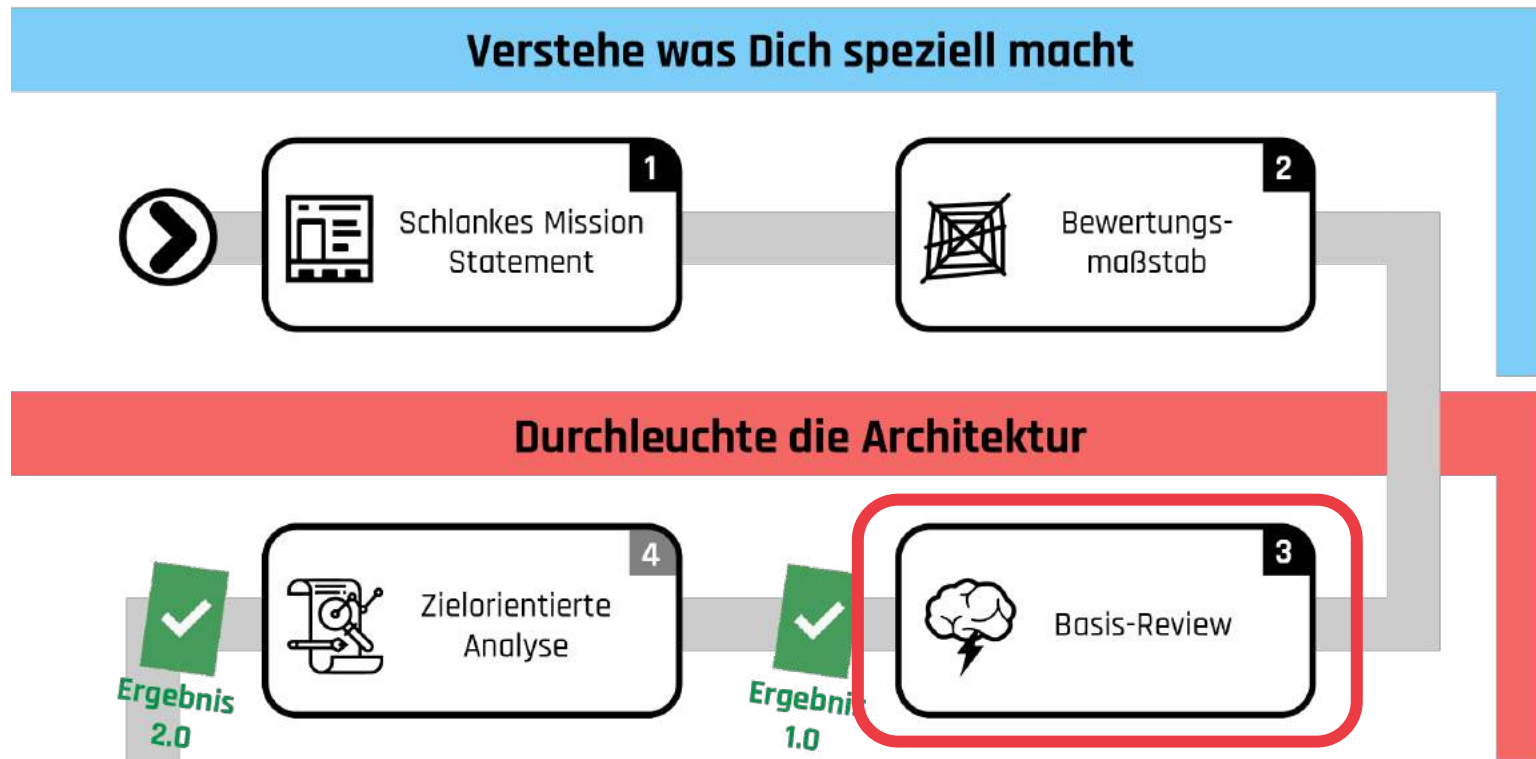 Verstehe was Dich speziell macht
1
Schlankes Mission
Statement
2
Bewertungs-
maßstab
Durchleuchte die Architektur
4
Zielorientierte
Analyse
Ergebnis
2.0
3
Basis-Review
Ergebnis
1.0